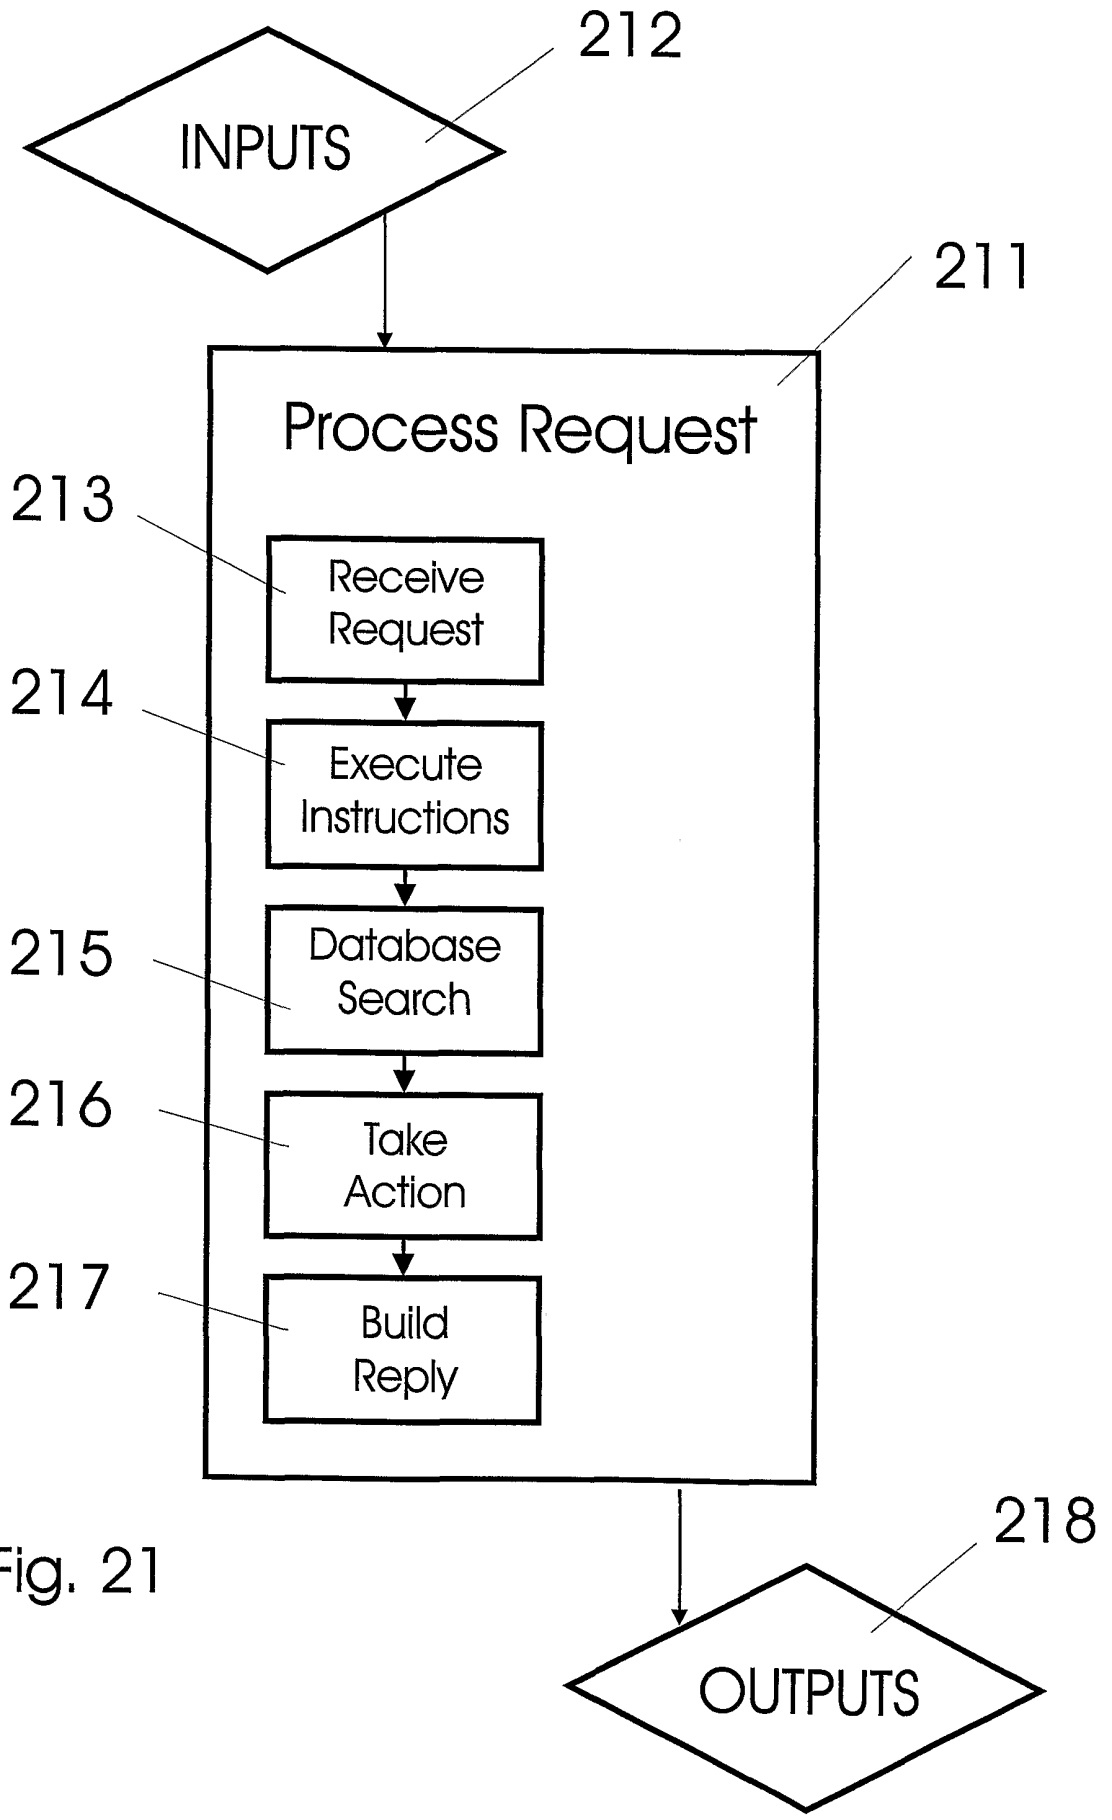 212
INPUTS
211
Process Request
213
Receive
Request
214
Execute
Instructions
215
Database
Search
216
Take
Action
217
Build
Reply
218
Fig. 21
OUTPUTS